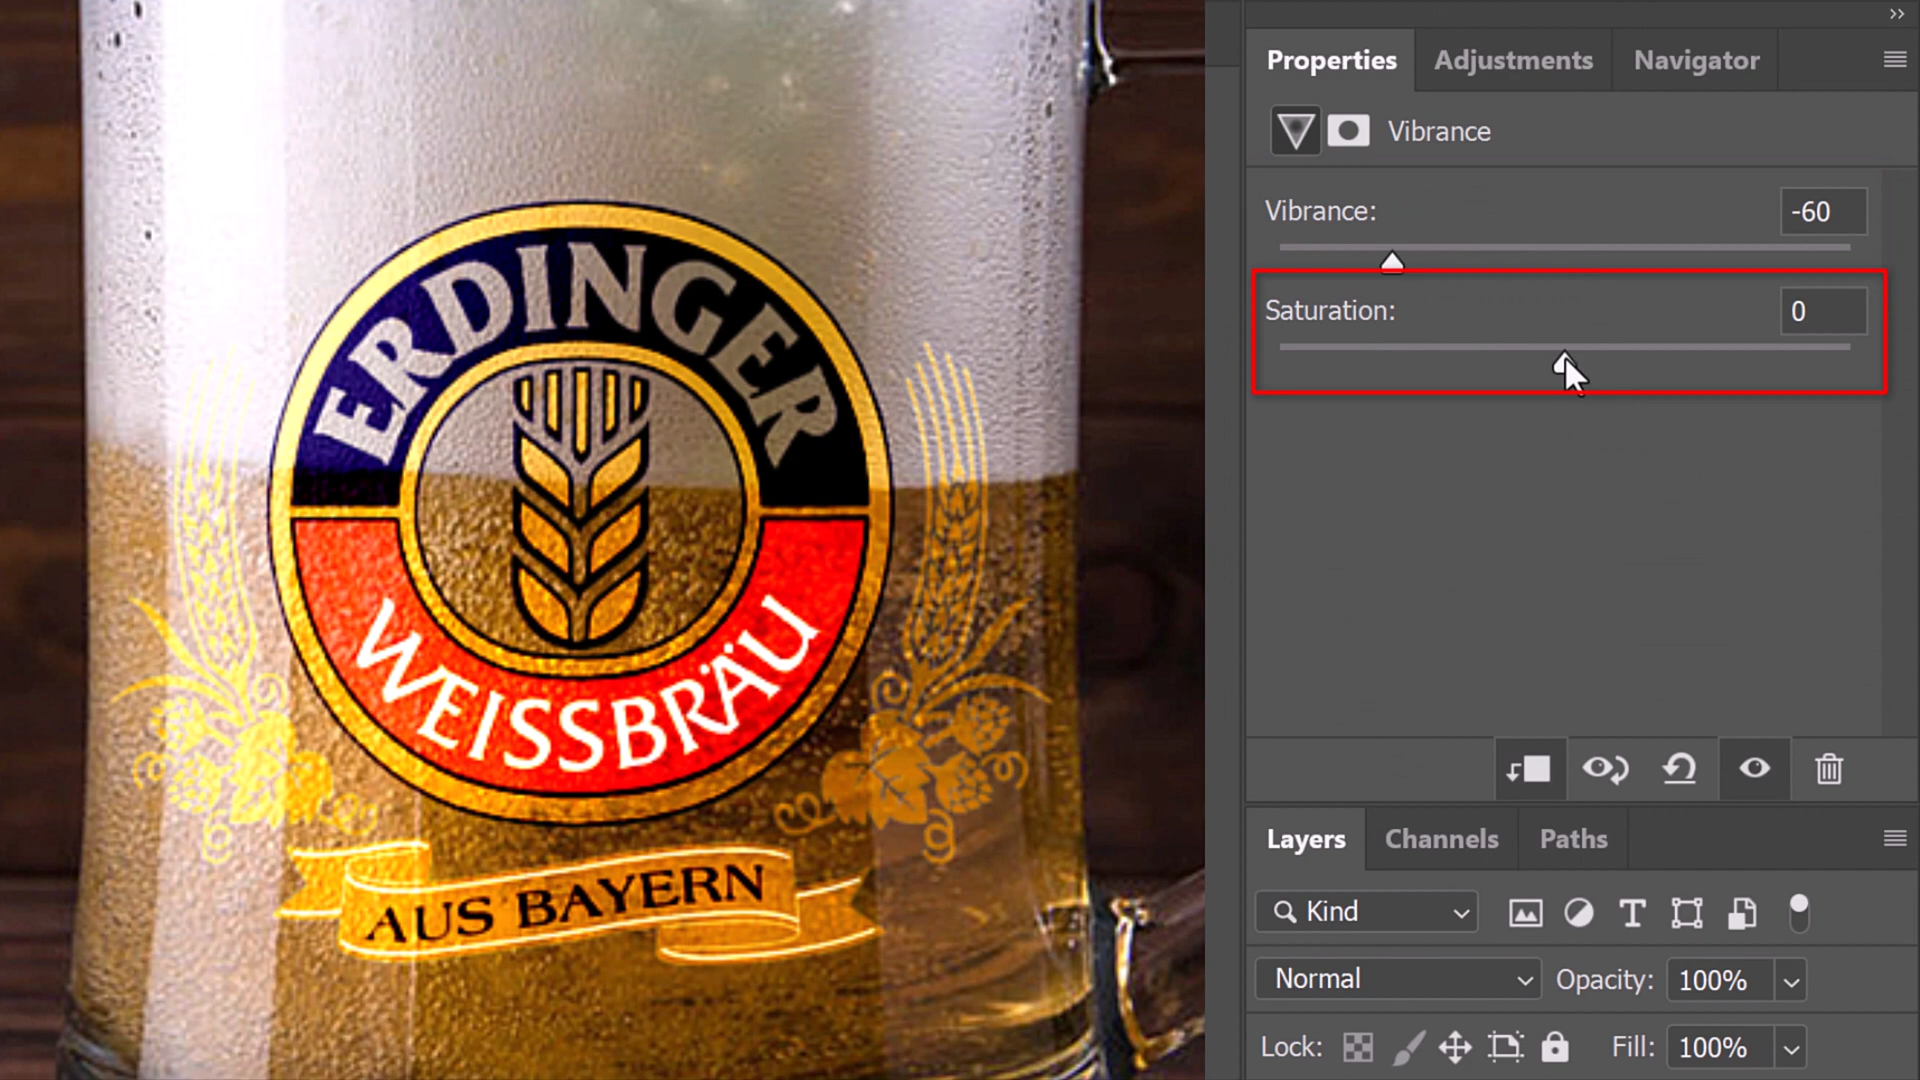 ERDINGER
WEISSBRÄU
AUS BAYERN
Properties Adjustments Navigator
Vibrance
Vibrance: -60
Saturation: 0
Layers Channels Paths
Kind
Normal Opacity: 100%
Lock: Fill: 100%